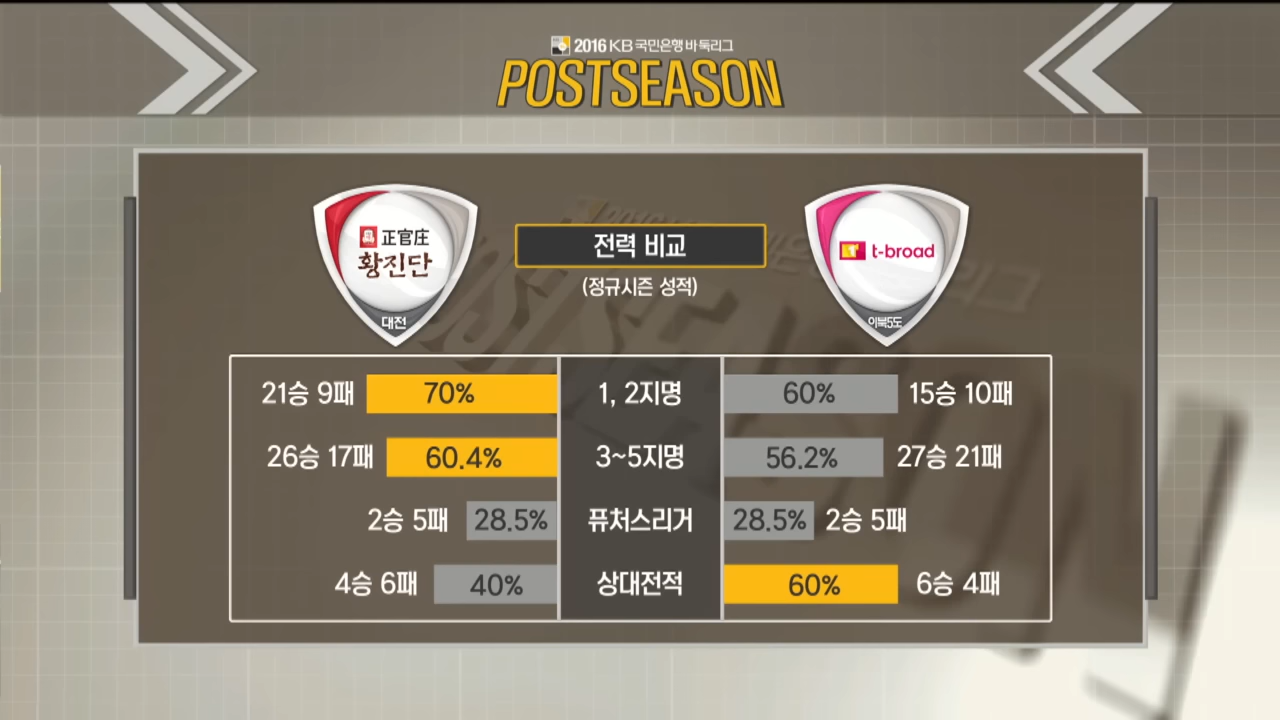 2016 KB국민은행 바둑리그
POSTSEASON
正官庄
황진단
대전
전력 비교
(정규시즌 성적)
t-broad
이북5도
21승 9패 70% 1, 2지명 60% 15승 10패
26승 17패 60.4% 3~5지명 56.2% 27승 21패
2승 5패 28.5% 퓨처스리거 28.5% 2승 5패
4승 6패 40% 상대전적 60% 6승 4패